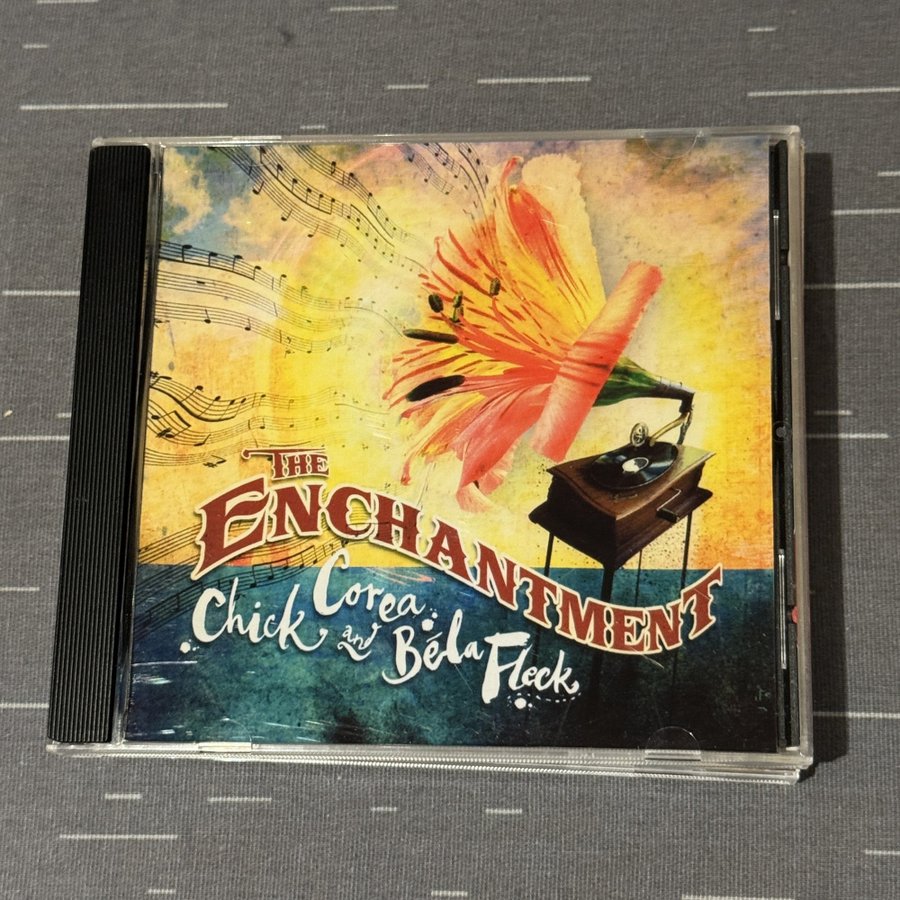 THE
ENCHANTMENT
Chick Corea
and Béla Fleck